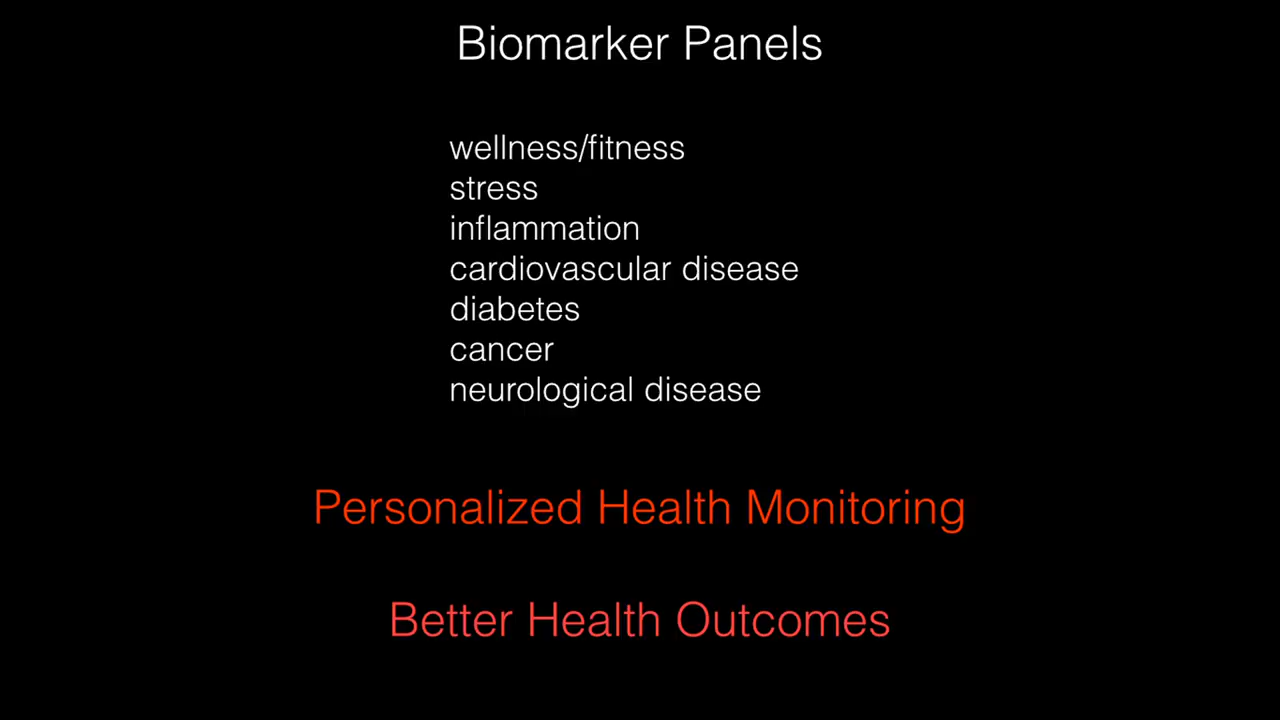 Biomarker Panels
wellness/fitness
stress
inflammation
cardiovascular disease
diabetes
cancer
neurological disease
Personalized Health Monitoring
Better Health Outcomes